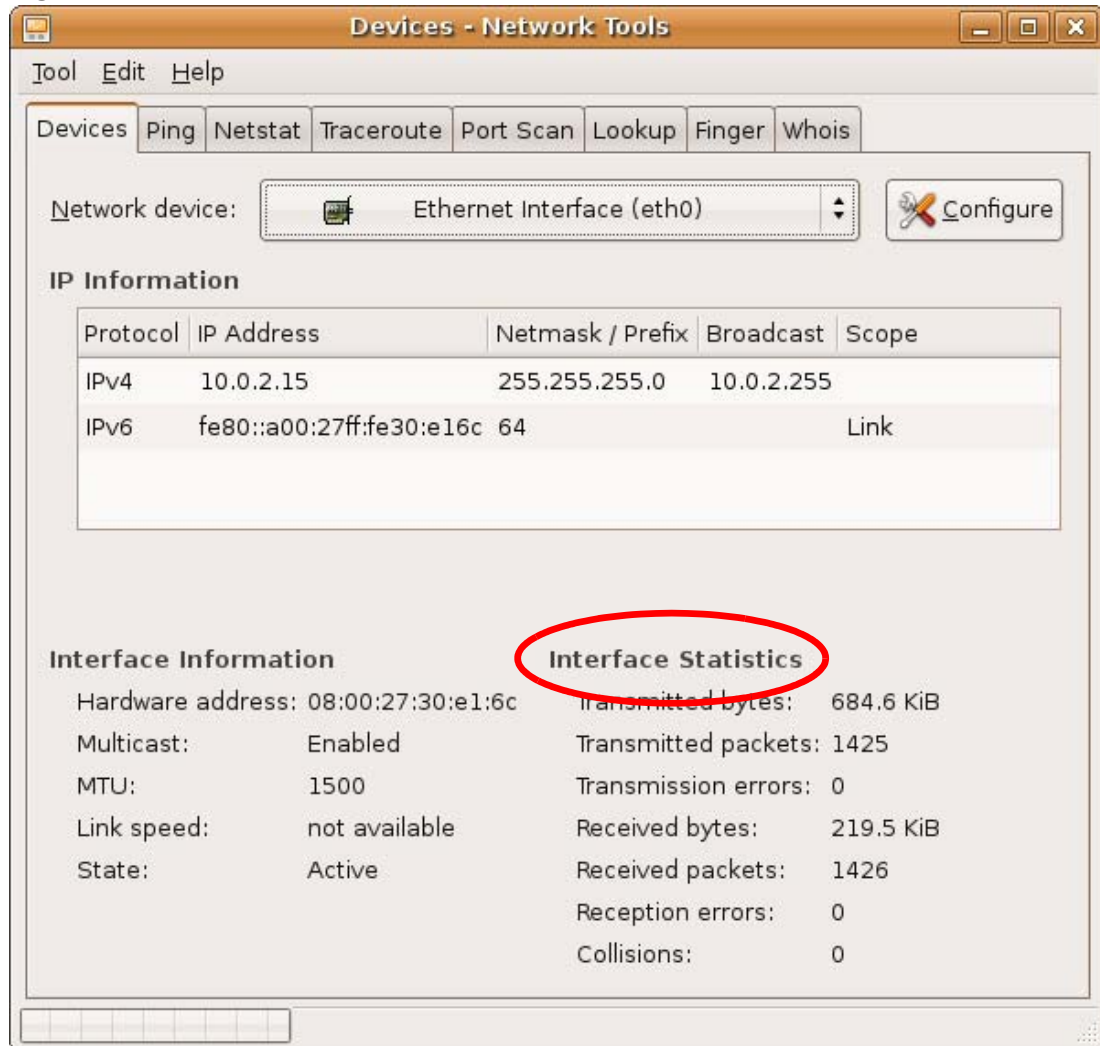 Devices - Network Tools
Tool Edit Help
Devices Ping Netstat Traceroute Port Scan Lookup Finger Whois
Network device: Ethernet Interface (eth0) Configure
IP Information
Protocol IP Address Netmask / Prefix Broadcast Scope
IPv4 10.0.2.15 255.255.255.0 10.0.2.255
IPv6 fe80::a00:27ff:fe30:e16c 64 Link
Interface Information
Hardware address: 08:00:27:30:e1:6c
Multicast: Enabled
MTU: 1500
Link speed: not available
State: Active
Interface Statistics
Transmitted bytes: 684.6 KiB
Transmitted packets: 1425
Transmission errors: 0
Received bytes: 219.5 KiB
Received packets: 1426
Reception errors: 0
Collisions: 0